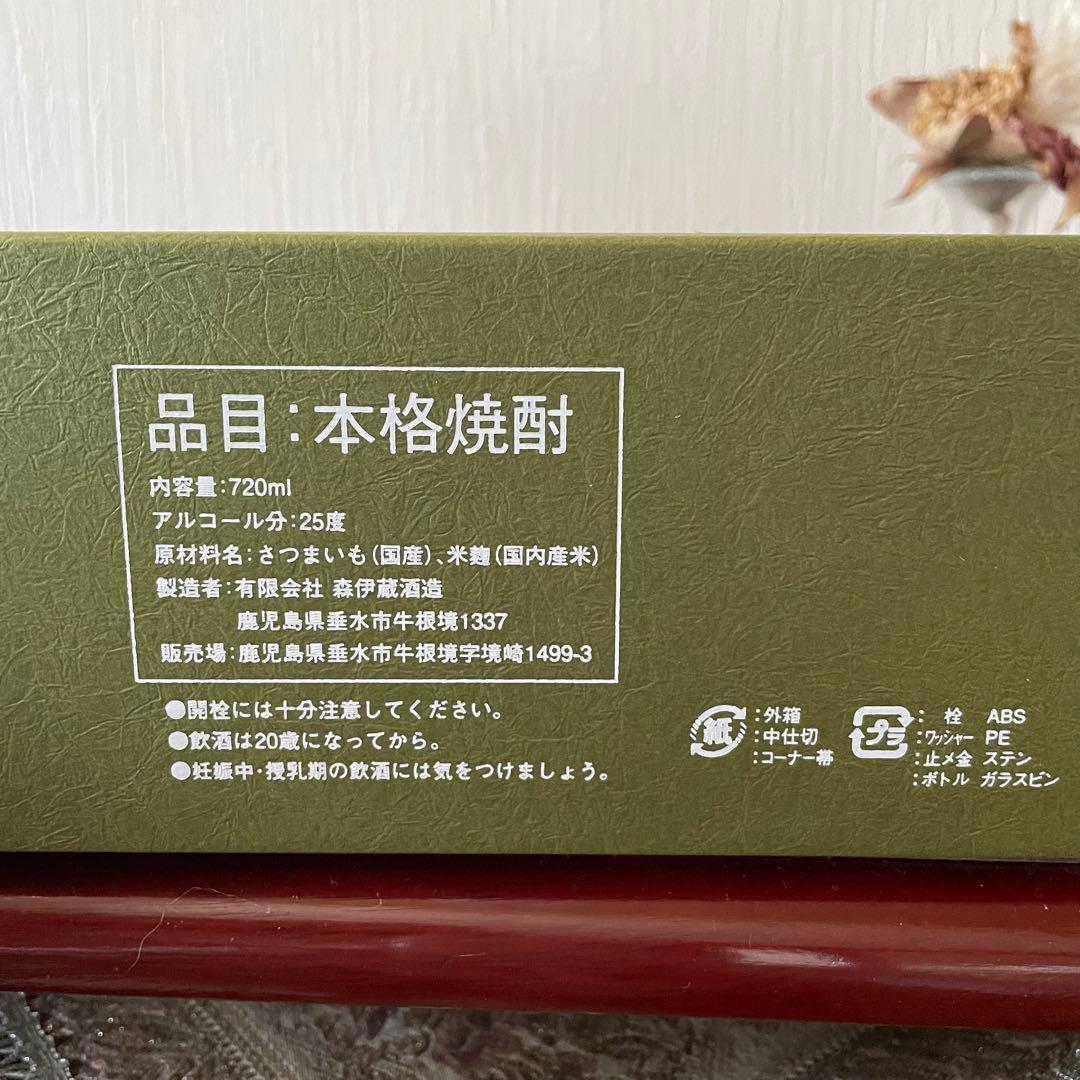 品目：本格焼酎
内容量：720ml
アルコール分：25度
原材料名：さつまいも（国産）、米麹（国内産米）
製造者：有限会社 森伊蔵酒造
鹿児島県垂水市牛根境1337
販売場：鹿児島県垂水市牛根境字境崎1499-3
●開栓には十分注意してください。
●飲酒は20歳になってから。
●妊娠中・授乳期の飲酒には気をつけましょう。
紙：外箱
：中仕切
：コーナー帯
プラ：栓 ABS
：ワッシャー PE
：止メ金 ステン
：ボトル ガラスビン